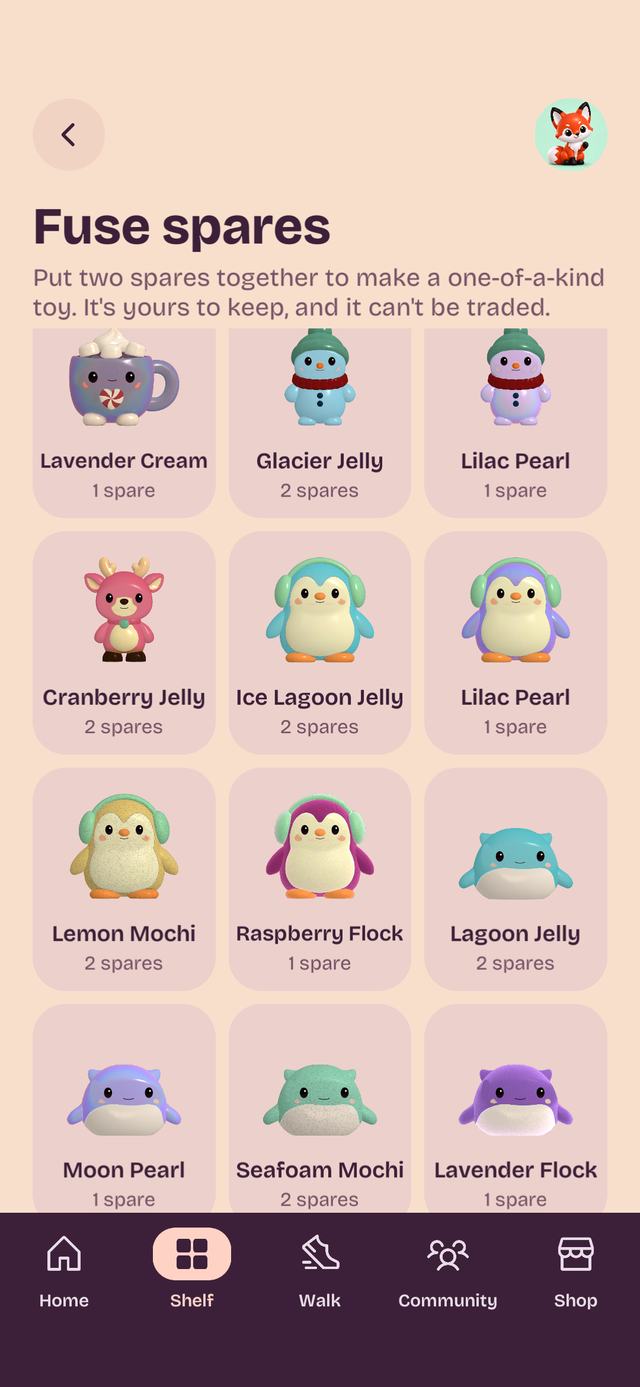 Fuse spares
Put two spares together to make a one-of-a-kind
toy. It's yours to keep, and it can't be traded.
Lavender Cream
1 spare
Glacier Jelly
2 spares
Lilac Pearl
1 spare
Cranberry Jelly
2 spares
Ice Lagoon Jelly
2 spares
Lilac Pearl
1 spare
Lemon Mochi
2 spares
Raspberry Flock
1 spare
Lagoon Jelly
2 spares
Moon Pearl
1 spare
Seafoam Mochi
2 spares
Lavender Flock
1 spare
Home
Shelf
Walk
Community
Shop